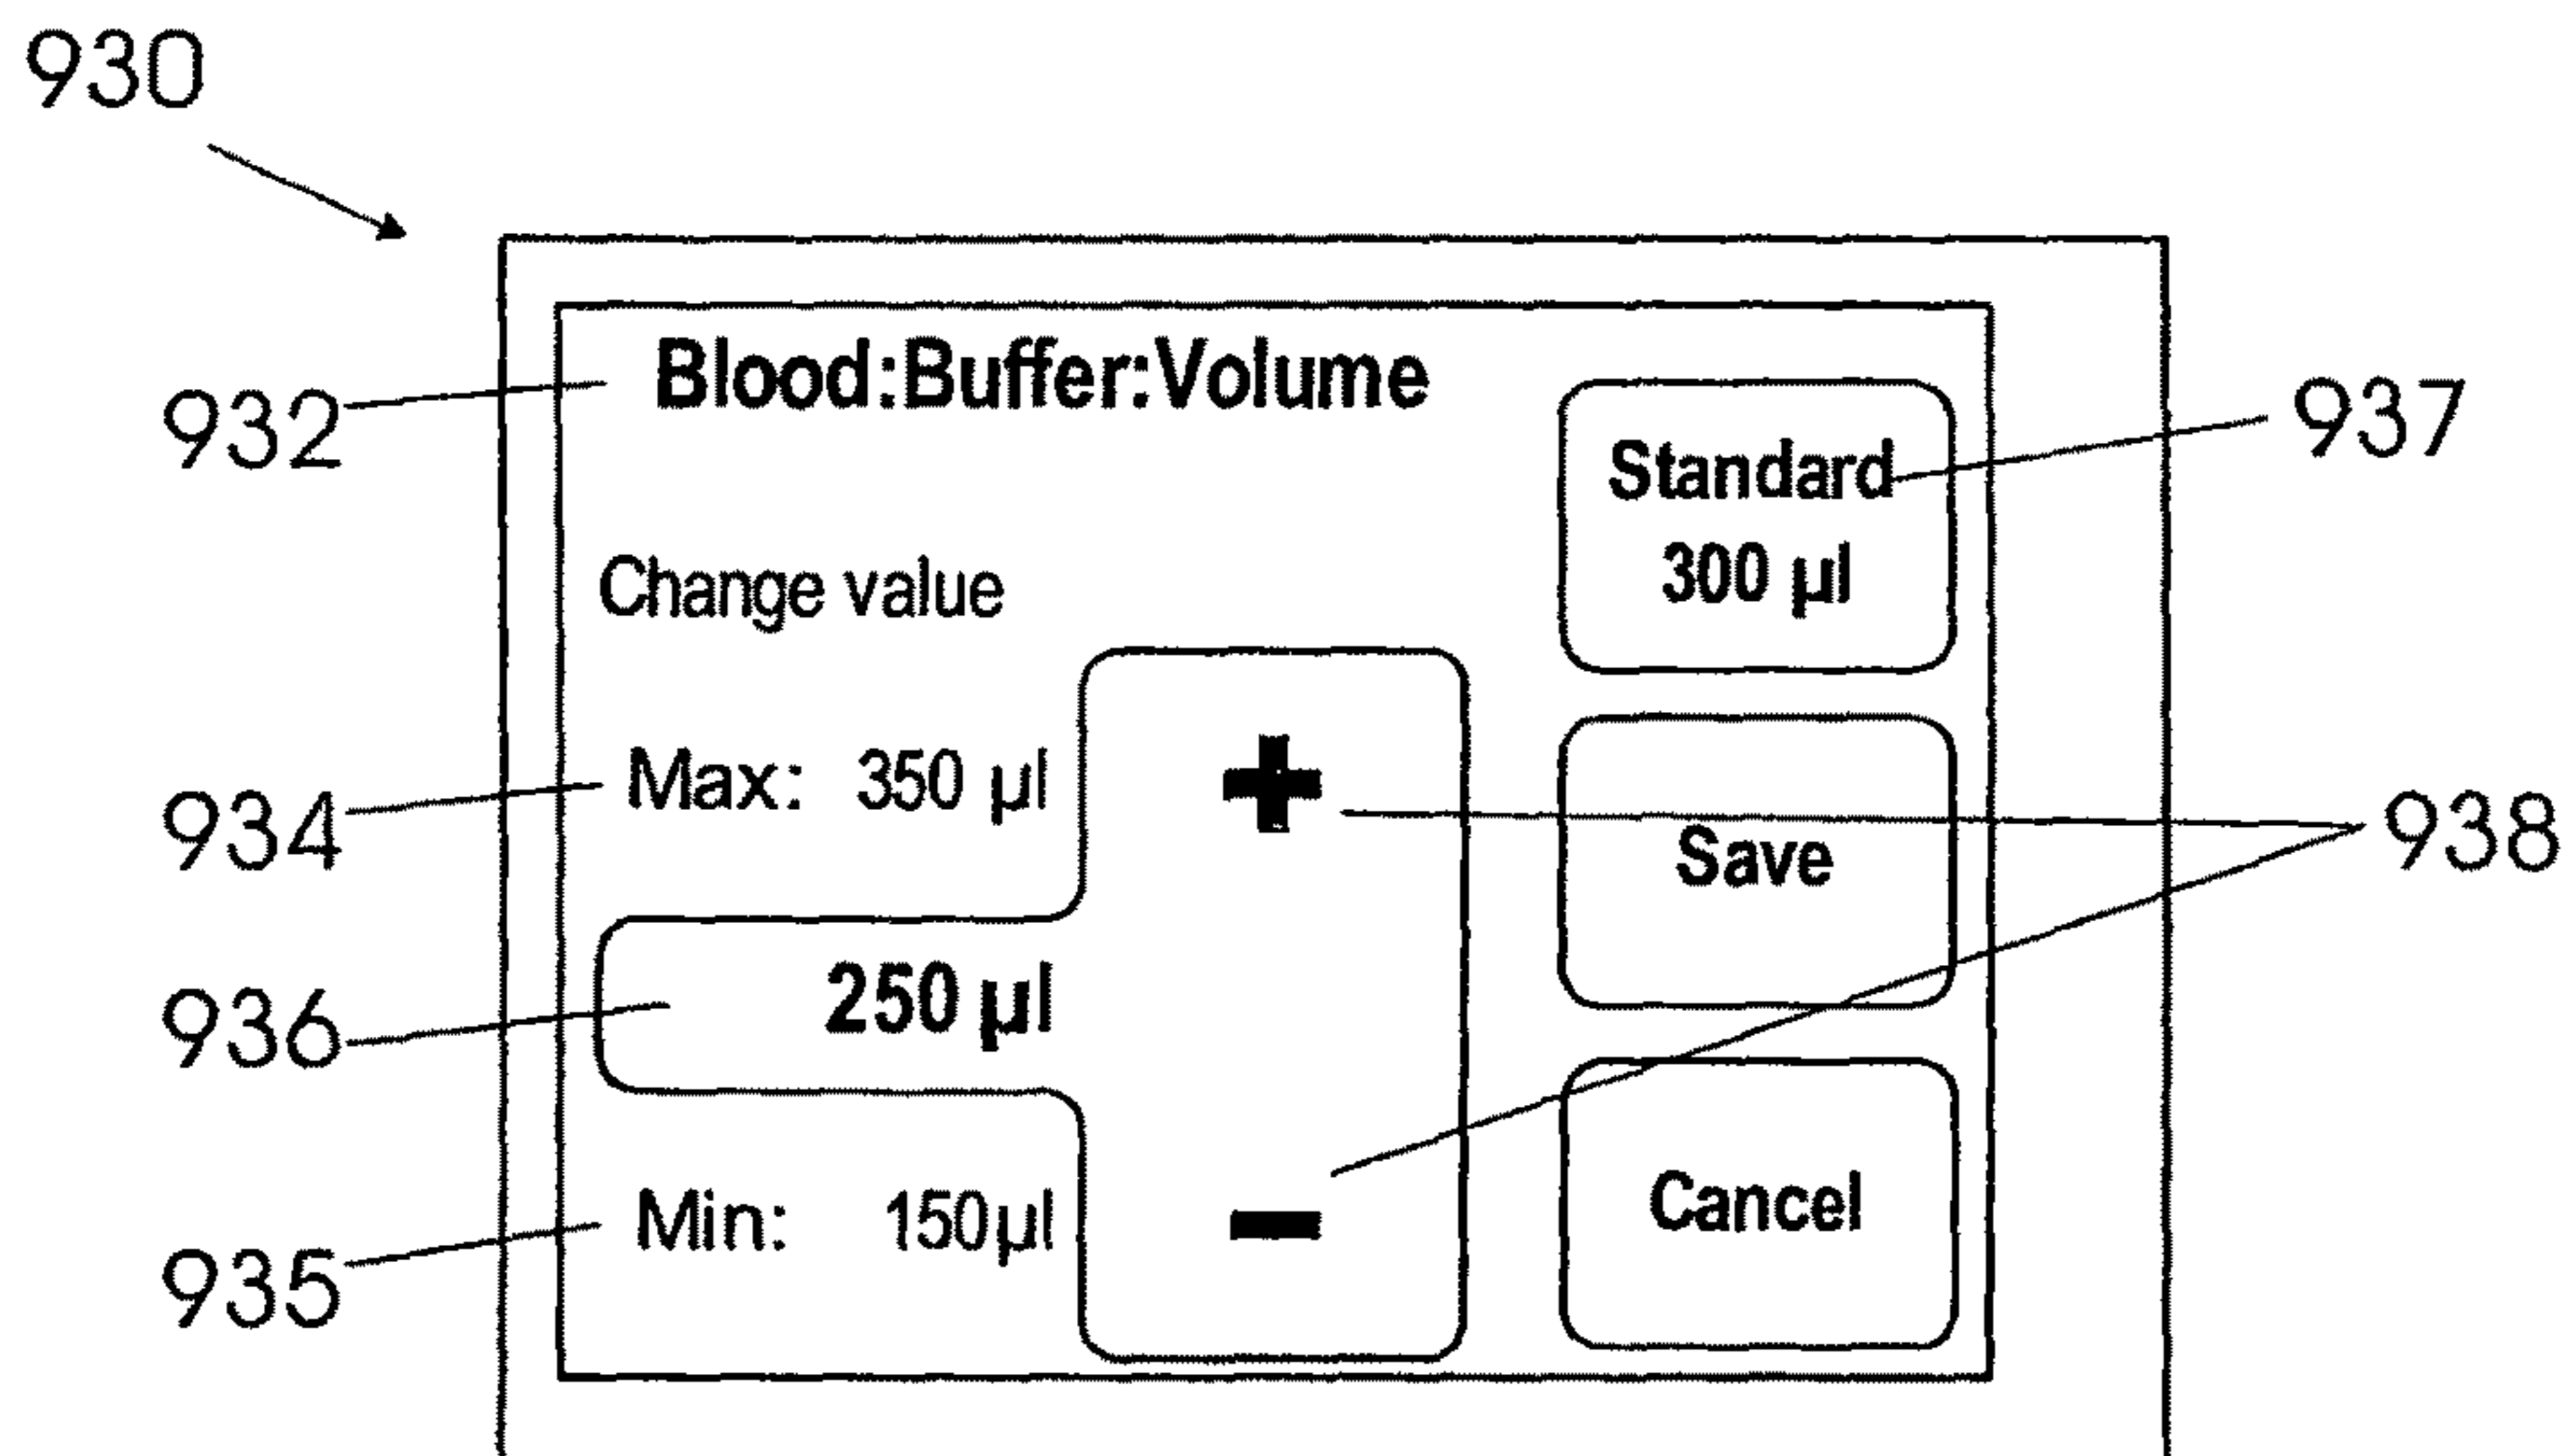 930
932
Blood:Buffer:Volume
Standard
300 µl
937
Change value
934
Max: 350 µl
+
Save
938
936
250 µl
935
Min: 150µl
−
Cancel